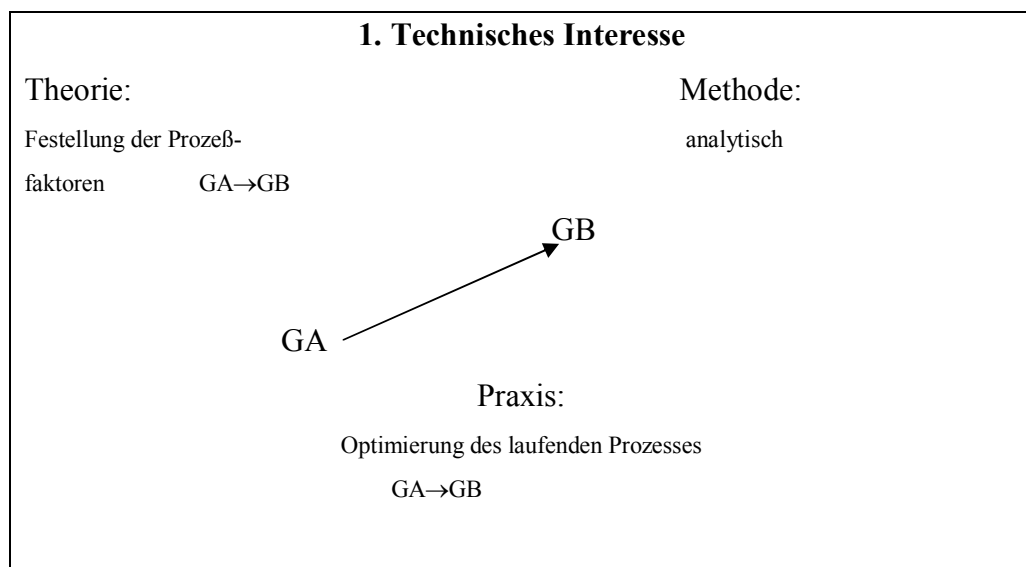 1. Technisches Interesse
Theorie:
Methode:
Festellung der Prozeß-
analytisch
faktoren GA→GB
GB
GA
Praxis:
Optimierung des laufenden Prozesses
GA→GB